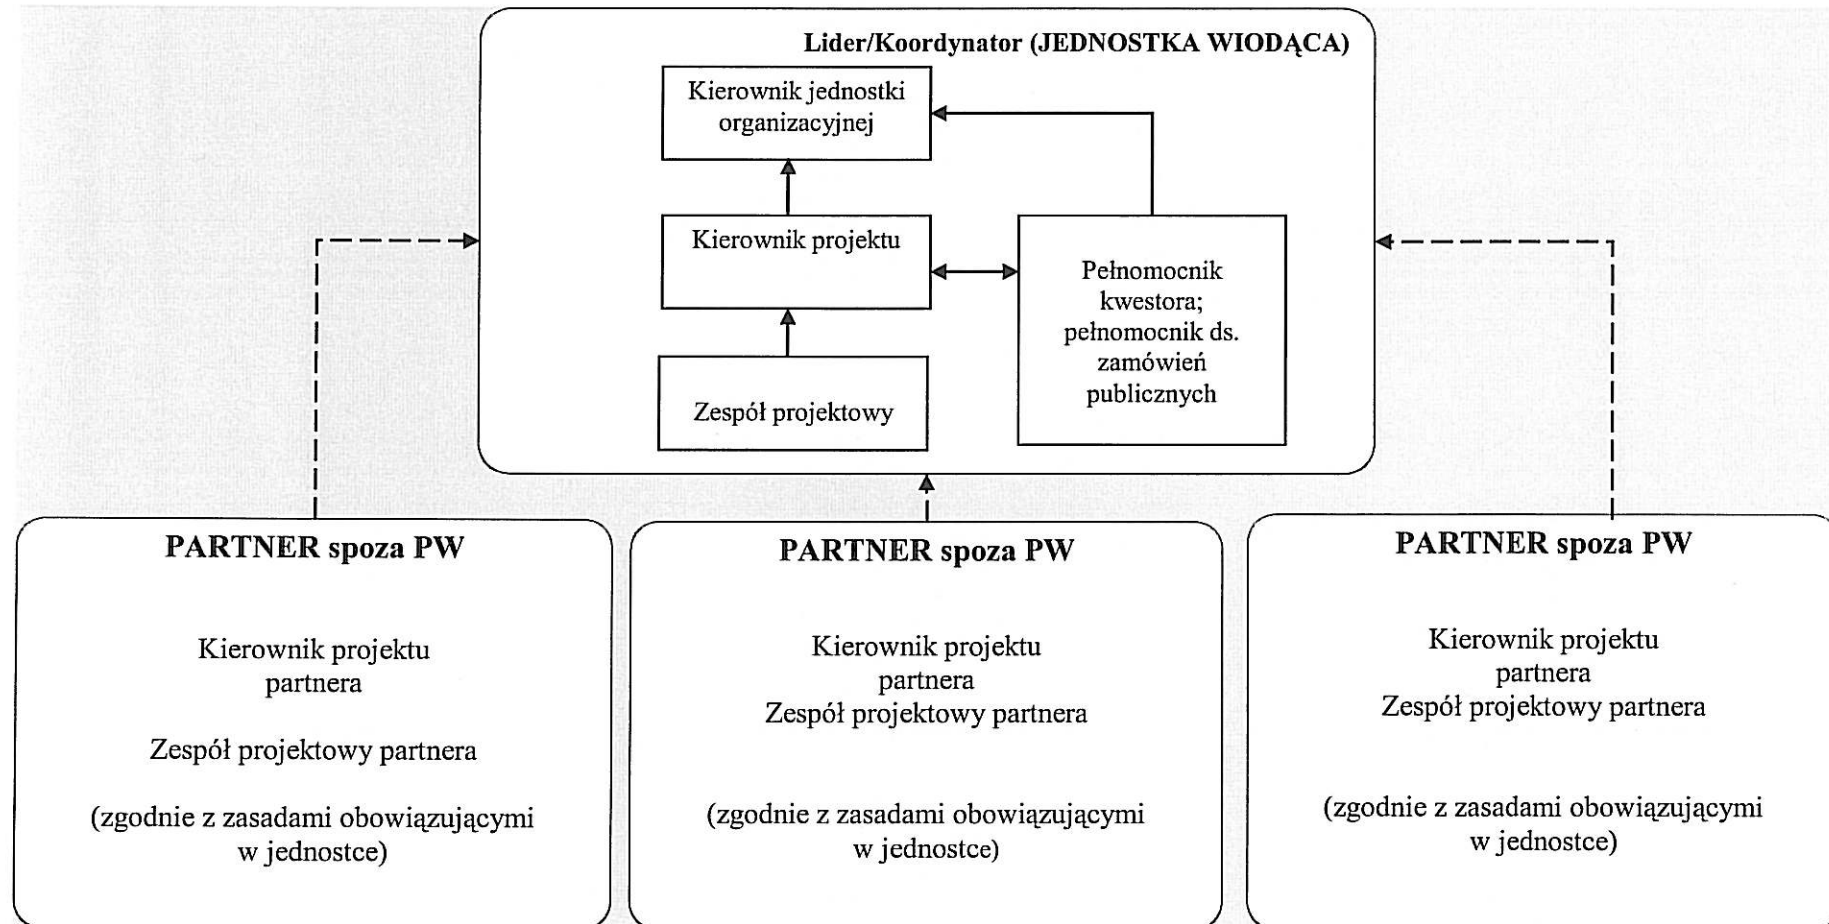 Lider/Koordynator (JEDNOSTKA WIODĄCA)
Kierownik jednostki
organizacyjnej
Kierownik projektu
Pełnomocnik
kwestora;
pełnomocnik ds.
zamówień
publicznych
Zespół projektowy
PARTNER spoza PW
Kierownik projektu
partnera
Zespół projektowy partnera
(zgodnie z zasadami obowiązującymi
w jednostce)
PARTNER spoza PW
Kierownik projektu
partnera
Zespół projektowy partnera
(zgodnie z zasadami obowiązującymi
w jednostce)
PARTNER spoza PW
Kierownik projektu
partnera
Zespół projektowy partnera
(zgodnie z zasadami obowiązującymi
w jednostce)